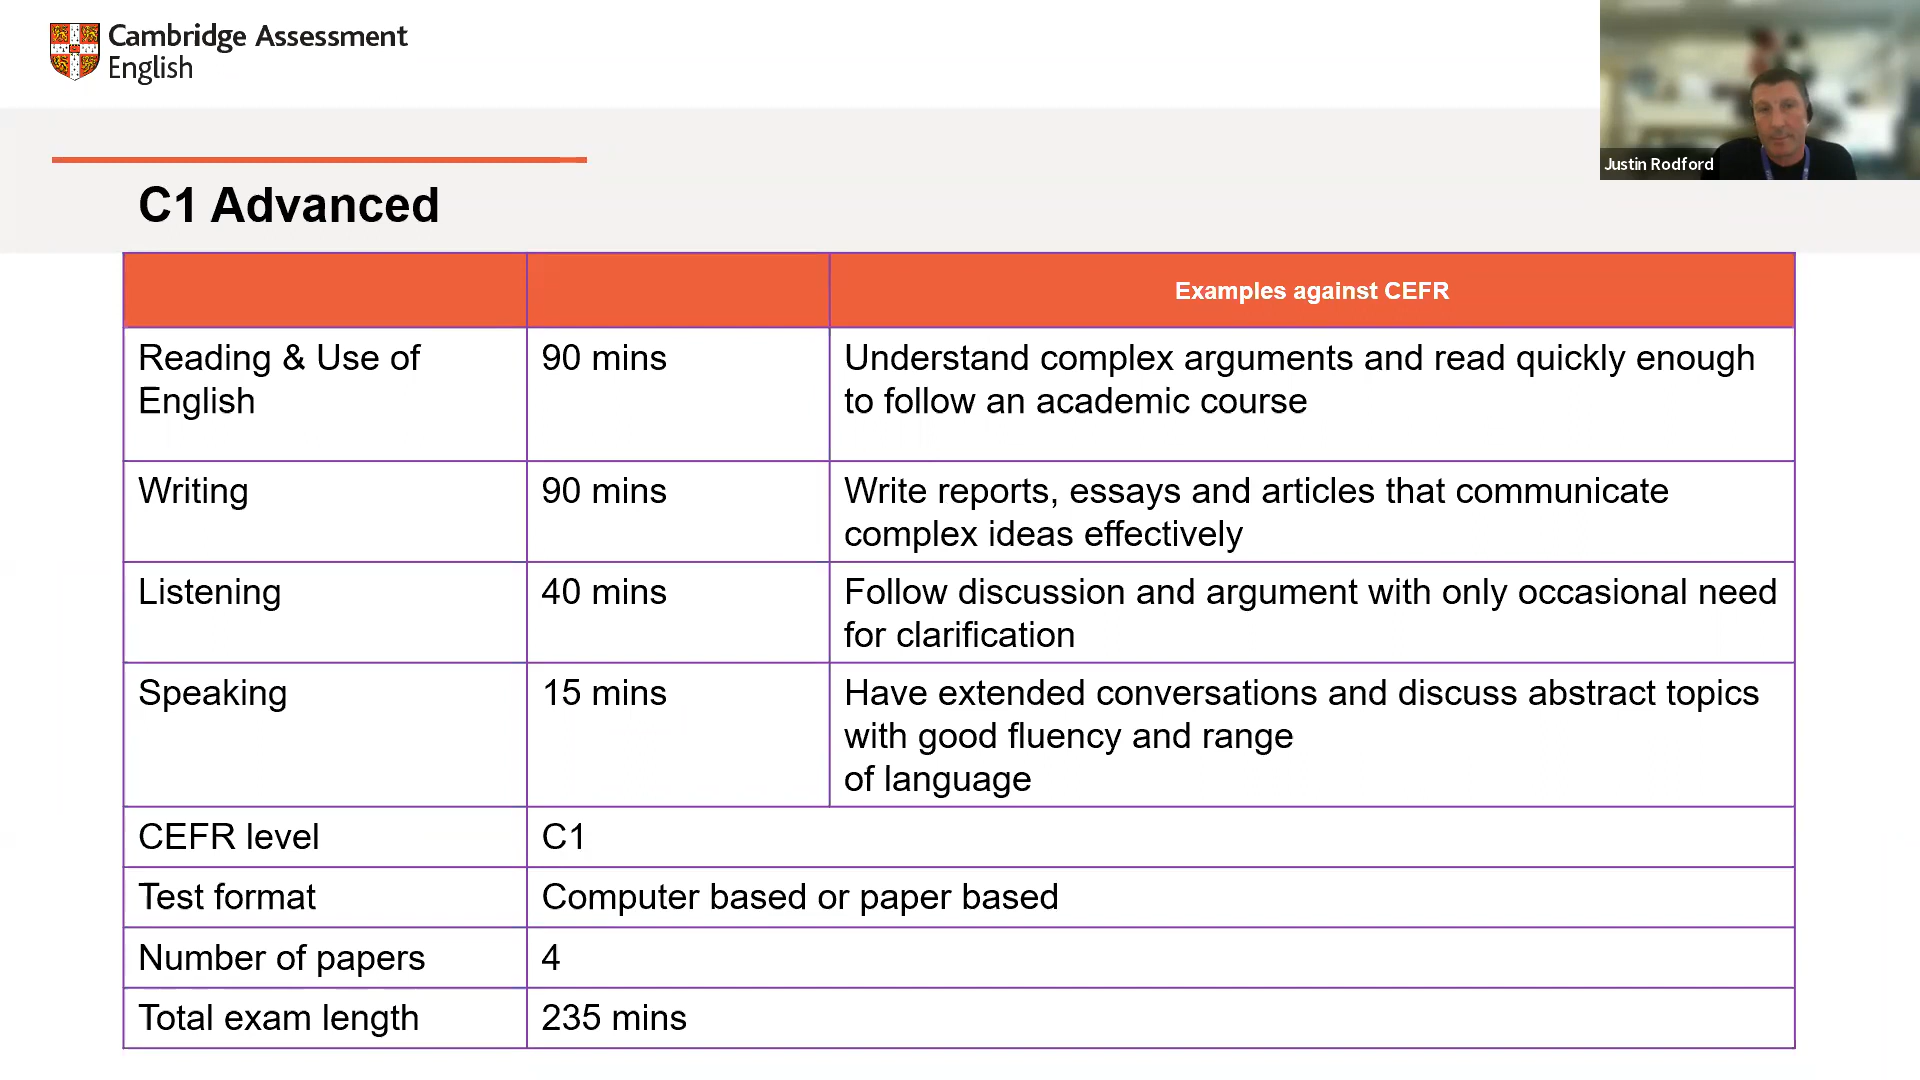 Cambridge Assessment
English
Justin Rodford
C1 Advanced
Examples against CEFR
Reading & Use of
English
90 mins
Understand complex arguments and read quickly enough
to follow an academic course
Writing
90 mins
Write reports, essays and articles that communicate
complex ideas effectively
Listening
40 mins
Follow discussion and argument with only occasional need
for clarification
Speaking
15 mins
Have extended conversations and discuss abstract topics
with good fluency and range
of language
CEFR level
C1
Test format
Computer based or paper based
Number of papers
4
Total exam length
235 mins